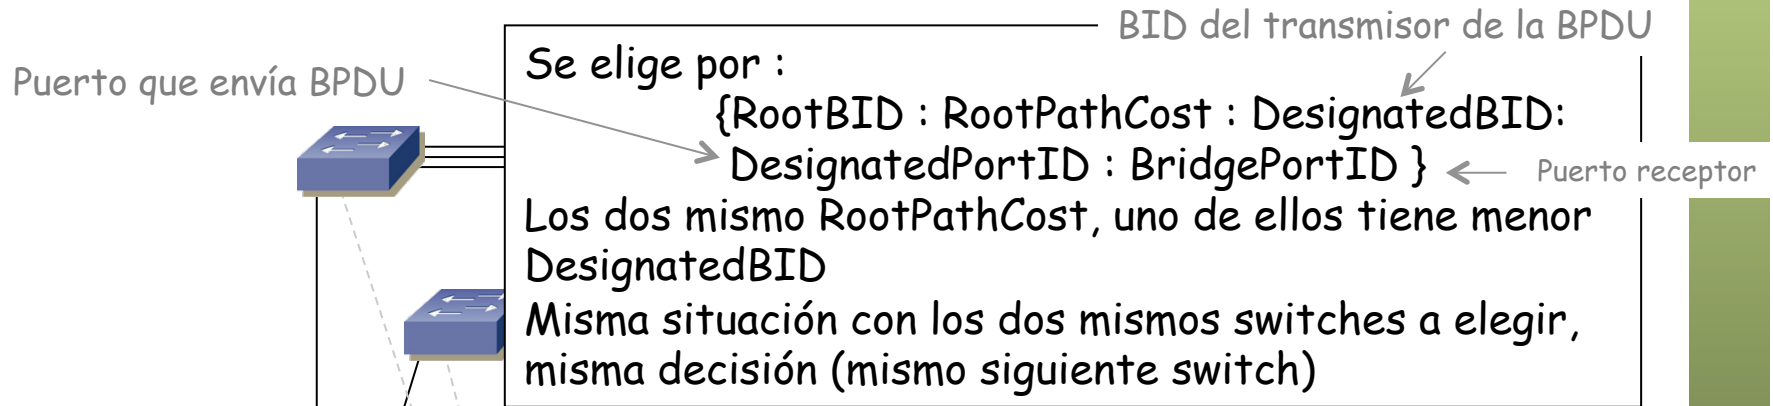 BID del transmisor de la BPDU
Puerto que envía BPDU
Se elige por :
{RootBID : RootPathCost : DesignatedBID:
DesignatedPortID : BridgePortID }
Puerto receptor
Los dos mismo RootPathCost, uno de ellos tiene menor
DesignatedBID
Misma situación con los dos mismos switches a elegir,
misma decisión (mismo siguiente switch)